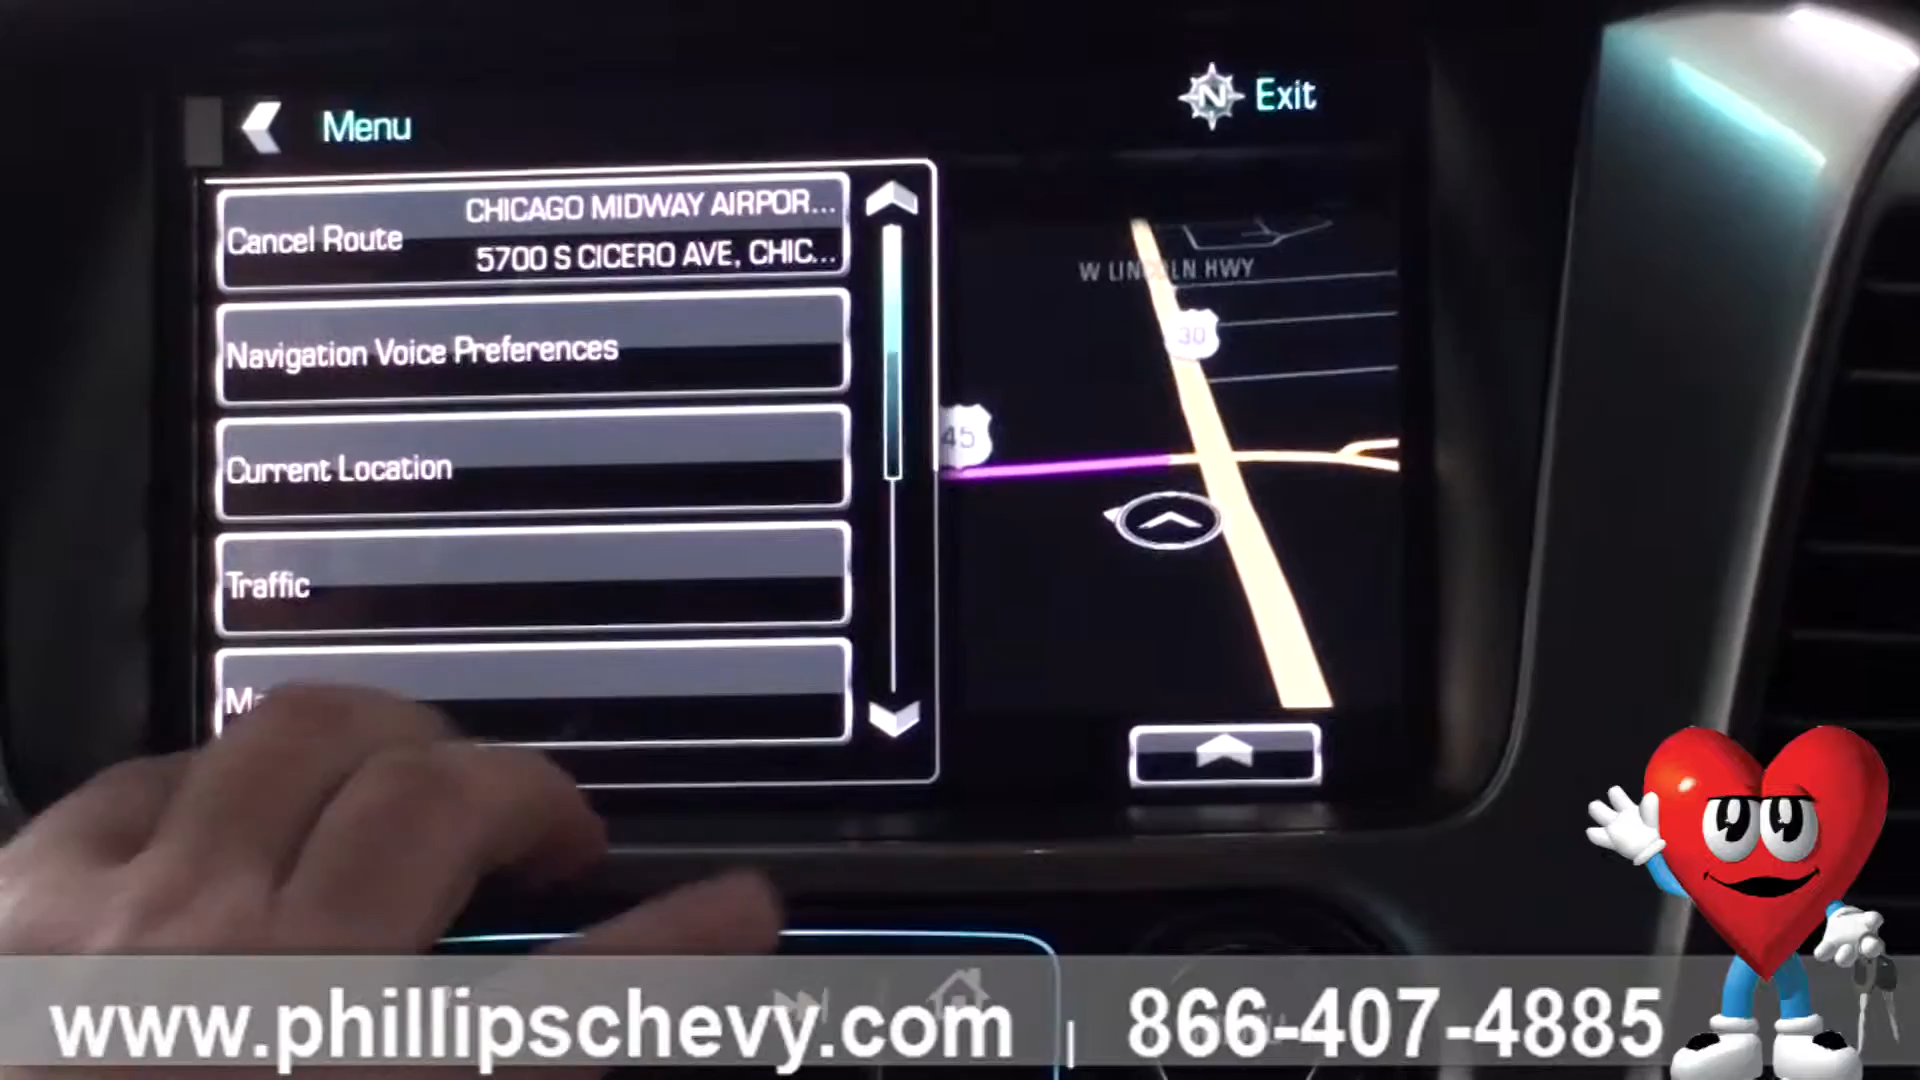 Menu
N Exit
Cancel Route
CHICAGO MIDWAY AIRPOR...
5700 S CICERO AVE, CHIC...
Navigation Voice Preferences
Current Location
Traffic
W LINCOLN HWY
30
45
www.phillipschevy.com | 866-407-4885